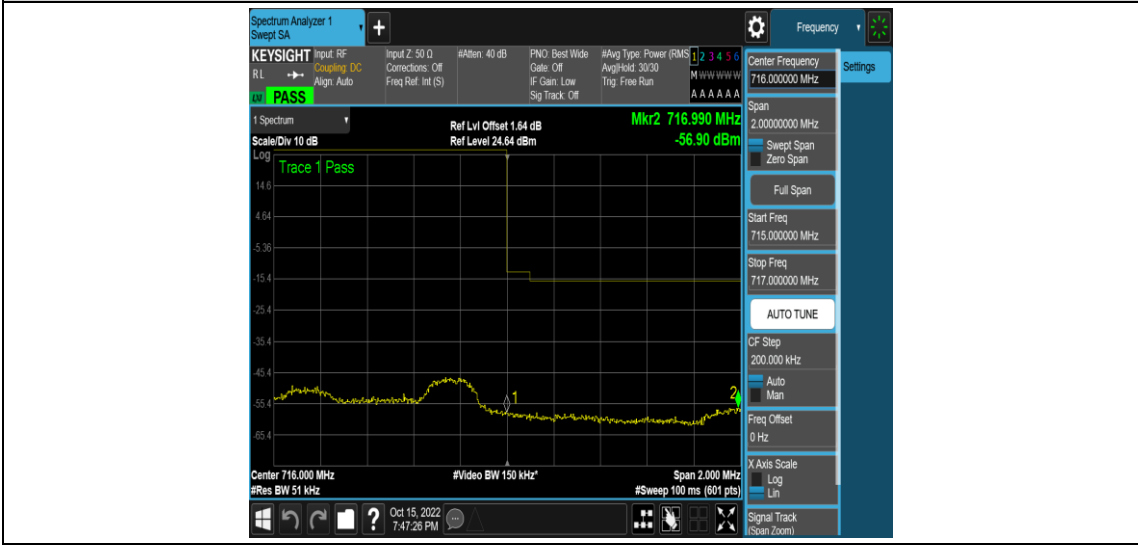 Spectrum Analyzer 1
Swept SA
+
Frequency
KEYSIGHT
RL
PASS
Input: RF
Coupling: DC
Align: Auto
Input Z: 50 Ω
Corrections: Off
Freq Ref: Int (S)
#Atten: 40 dB
PNO: Best Wide
Gate: Off
IF Gain: Low
Sig Track: Off
#Avg Type: Power (RMS
Avg|Hold: 30/30
Trig: Free Run
1 2 3 4 5 6
M W W W W W
A A A A A A
1 Spectrum
Scale/Div 10 dB
Ref Lvl Offset 1.64 dB
Ref Level 24.64 dBm
Mkr2 716.990 MHz
-56.90 dBm
Log
Trace 1 Pass
14.6
4.64
-5.36
-15.4
-25.4
-35.4
-45.4
-55.4
-65.4
1
2
Center 716.000 MHz
#Res BW 51 kHz
#Video BW 150 kHz*
Span 2.000 MHz
#Sweep 100 ms (601 pts)
?
Oct 15, 2022
7:47:26 PM
Center Frequency
716.000000 MHz
Settings
Span
2.00000000 MHz
Swept Span
Zero Span
Full Span
Start Freq
715.000000 MHz
Stop Freq
717.000000 MHz
AUTO TUNE
CF Step
200.000 kHz
Auto
Man
Freq Offset
0 Hz
X Axis Scale
Log
Lin
Signal Track
(Span Zoom)